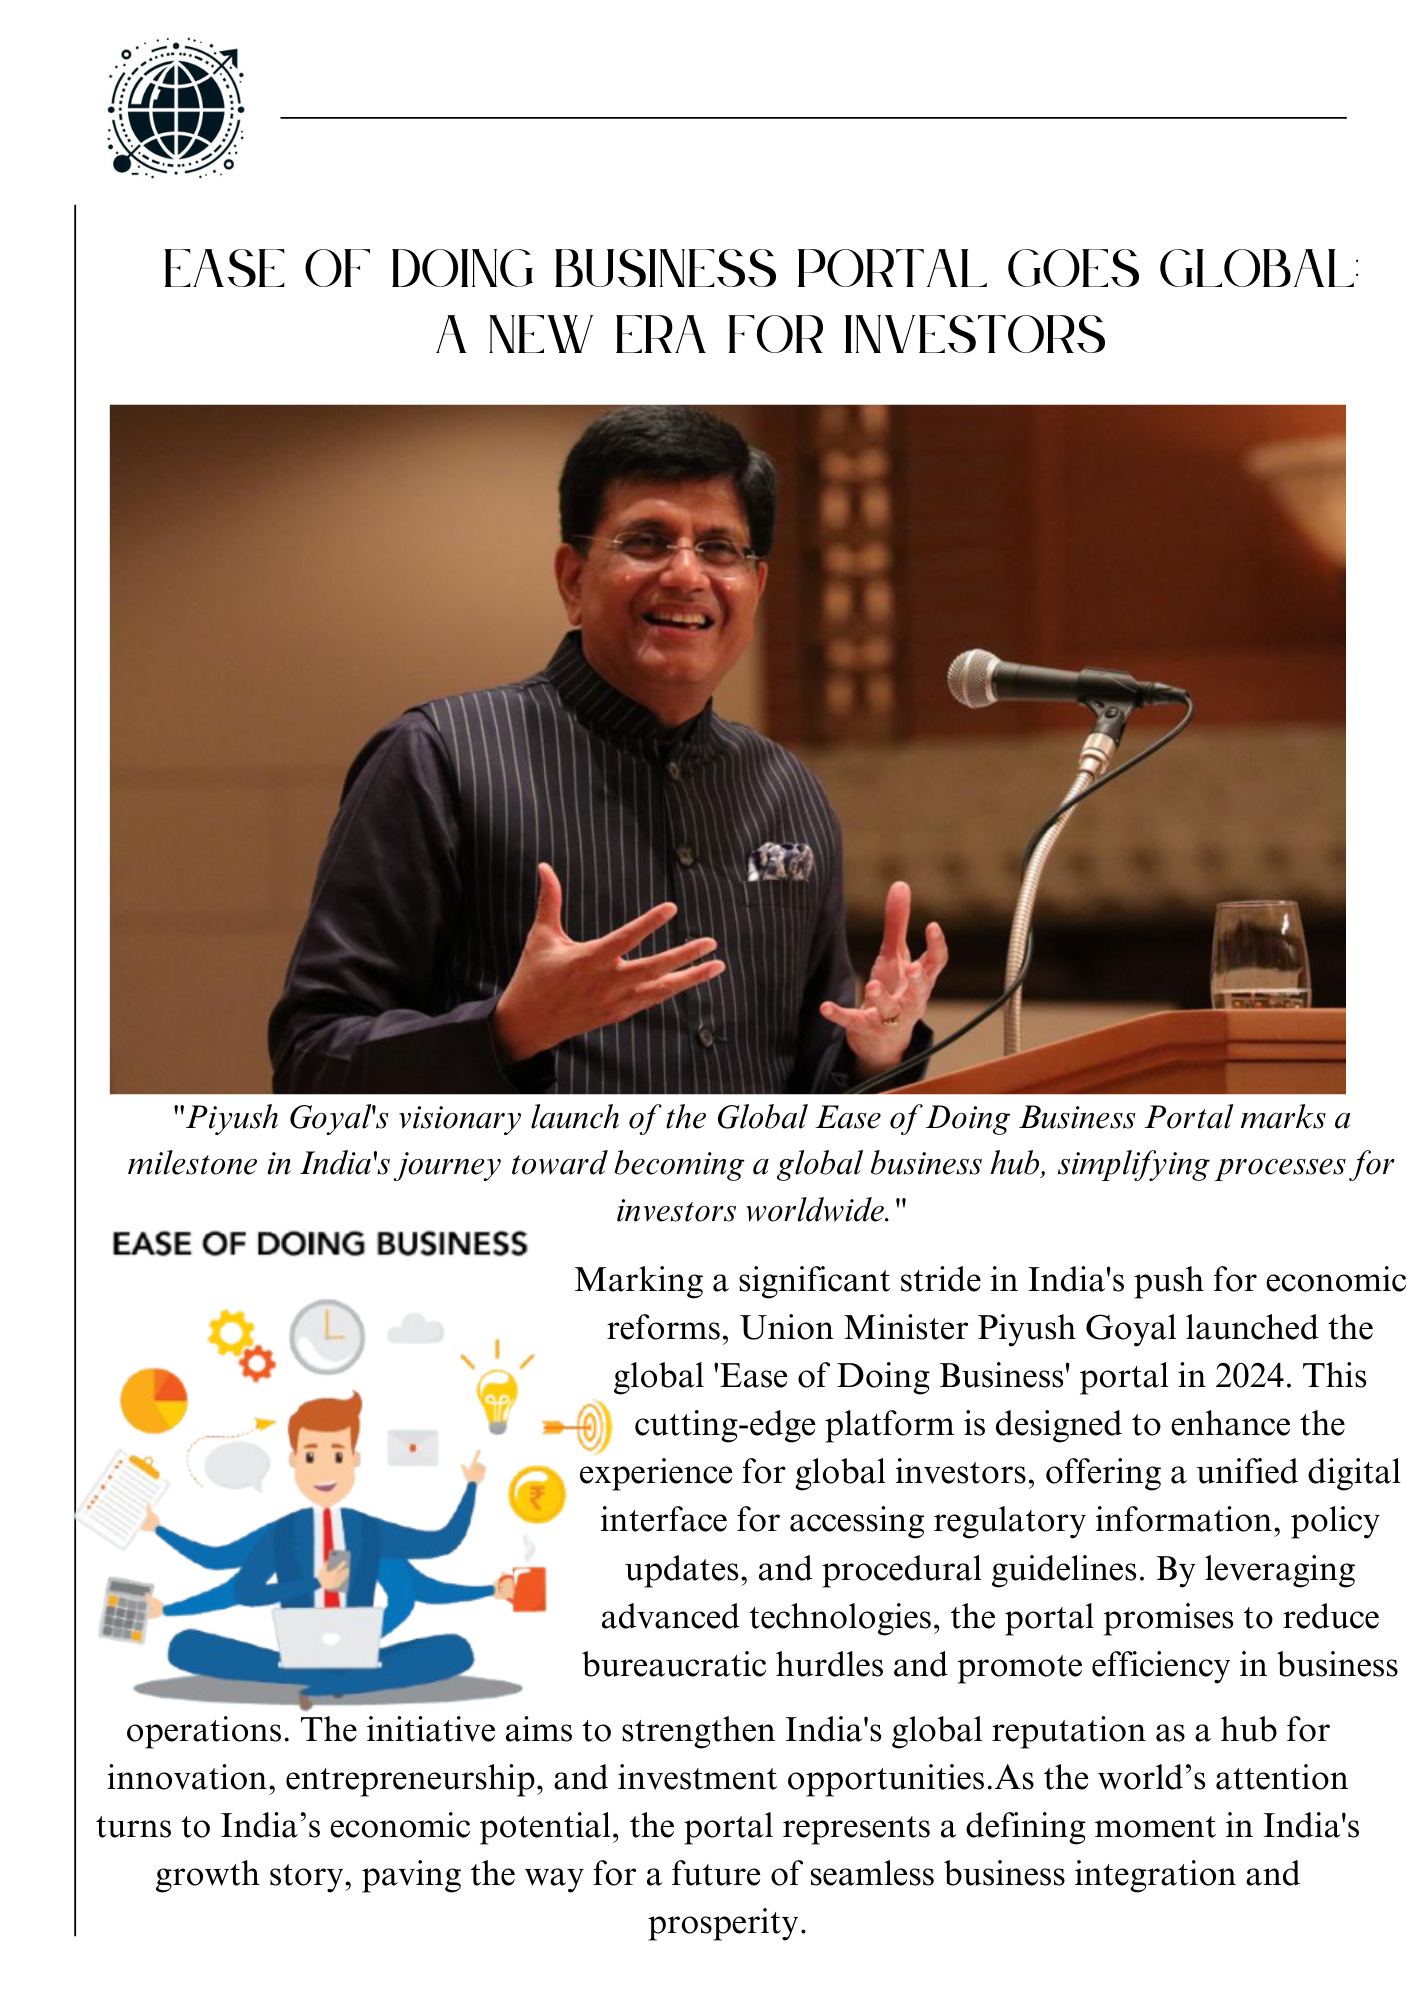 EASE OF DOING BUSINESS PORTAL GOES GLOBAL:
A NEW ERA FOR INVESTORS
"Piyush Goyal's visionary launch of the Global Ease of Doing Business Portal marks a
milestone in India's journey toward becoming a global business hub, simplifying processes for
investors worldwide."
EASE OF DOING BUSINESS
Marking a significant stride in India's push for economic
reforms, Union Minister Piyush Goyal launched the
global 'Ease of Doing Business' portal in 2024. This
cutting-edge platform is designed to enhance the
experience for global investors, offering a unified digital
interface for accessing regulatory information, policy
updates, and procedural guidelines. By leveraging
advanced technologies, the portal promises to reduce
bureaucratic hurdles and promote efficiency in business
operations. The initiative aims to strengthen India's global reputation as a hub for
innovation, entrepreneurship, and investment opportunities.As the world’s attention
turns to India’s economic potential, the portal represents a defining moment in India's
growth story, paving the way for a future of seamless business integration and
prosperity.